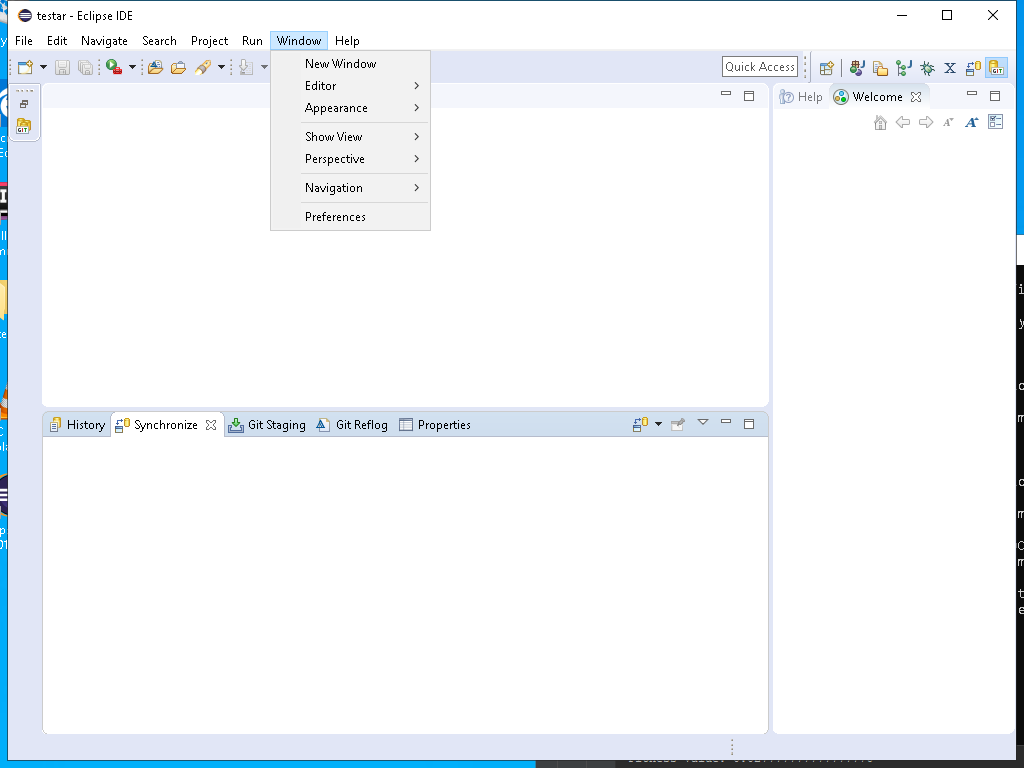 testar - Eclipse IDE
File Edit Navigate Search Project Run Window Help
New Window
Editor
Appearance
Show View
Perspective
Navigation
Preferences
Quick Access
Help Welcome
History Synchronize Git Staging Git Reflog Properties